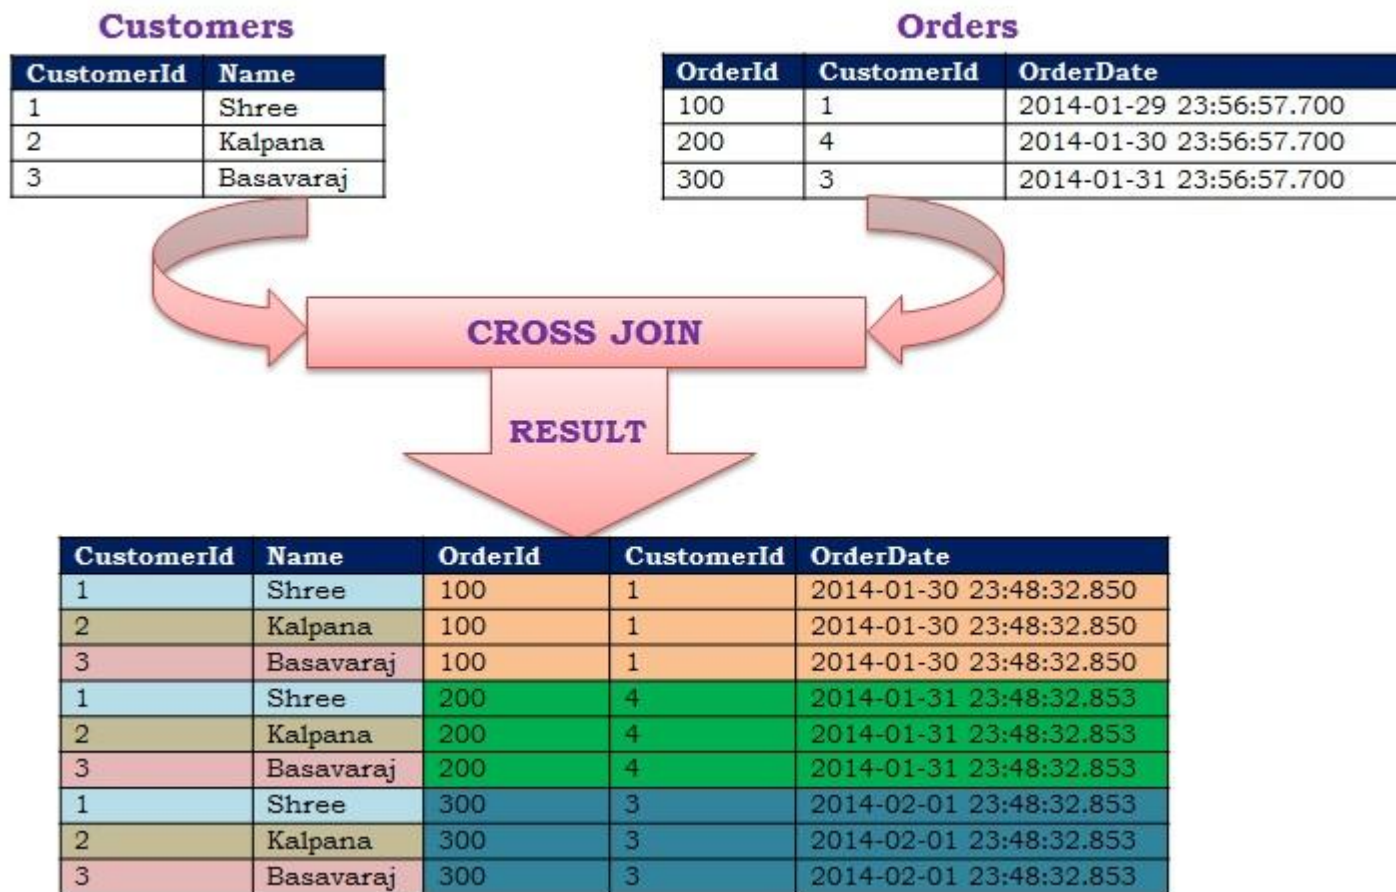 Customers
CustomerId Name
1 Shree
2 Kalpana
3 Basavaraj
Orders
OrderId CustomerId OrderDate
100 1 2014-01-29 23:56:57.700
200 4 2014-01-30 23:56:57.700
300 3 2014-01-31 23:56:57.700
CROSS JOIN
RESULT
CustomerId Name OrderId CustomerId OrderDate
1 Shree 100 1 2014-01-30 23:48:32.850
2 Kalpana 100 1 2014-01-30 23:48:32.850
3 Basavaraj 100 1 2014-01-30 23:48:32.850
1 Shree 200 4 2014-01-31 23:48:32.853
2 Kalpana 200 4 2014-01-31 23:48:32.853
3 Basavaraj 200 4 2014-01-31 23:48:32.853
1 Shree 300 3 2014-02-01 23:48:32.853
2 Kalpana 300 3 2014-02-01 23:48:32.853
3 Basavaraj 300 3 2014-02-01 23:48:32.853